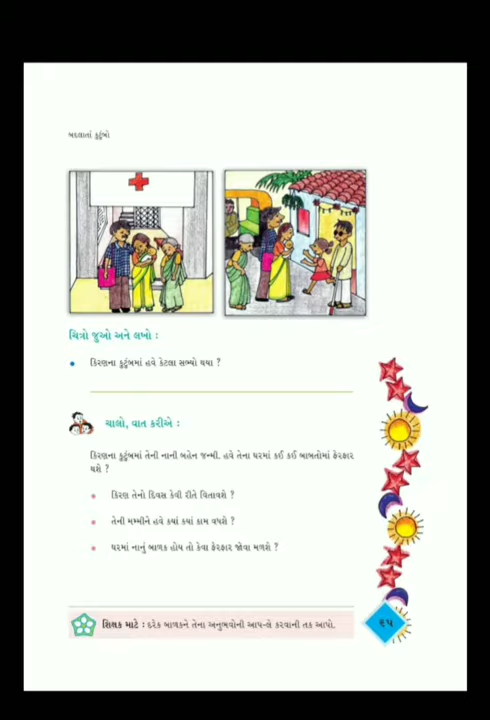 બદલાતાં કુટુંબો
ચિત્રો જુઓ અને લખો :
કિરણના કુટુંબમાં હવે કેટલા સભ્યો થયા ?
ચાલો, વાત કરીએ :
કિરણના કુટુંબમાં તેની નાની બહેન જન્મી. હવે તેના ઘરમાં કઈ કઈ બાબતોમાં ફેરફાર
થશે ?
કિરણ તેનો દિવસ કેવી રીતે વિતાવશે ?
તેની મમ્મીને હવે ક્યાં ક્યાં કામ વધશે ?
ઘરમાં નાનું બાળક હોય તો કેવા ફેરફાર જોવા મળશે ?
શિક્ષક માટે : દરેક બાળકને તેના અનુભવોની આપ-લે કરવાની તક આપો.
૬૫